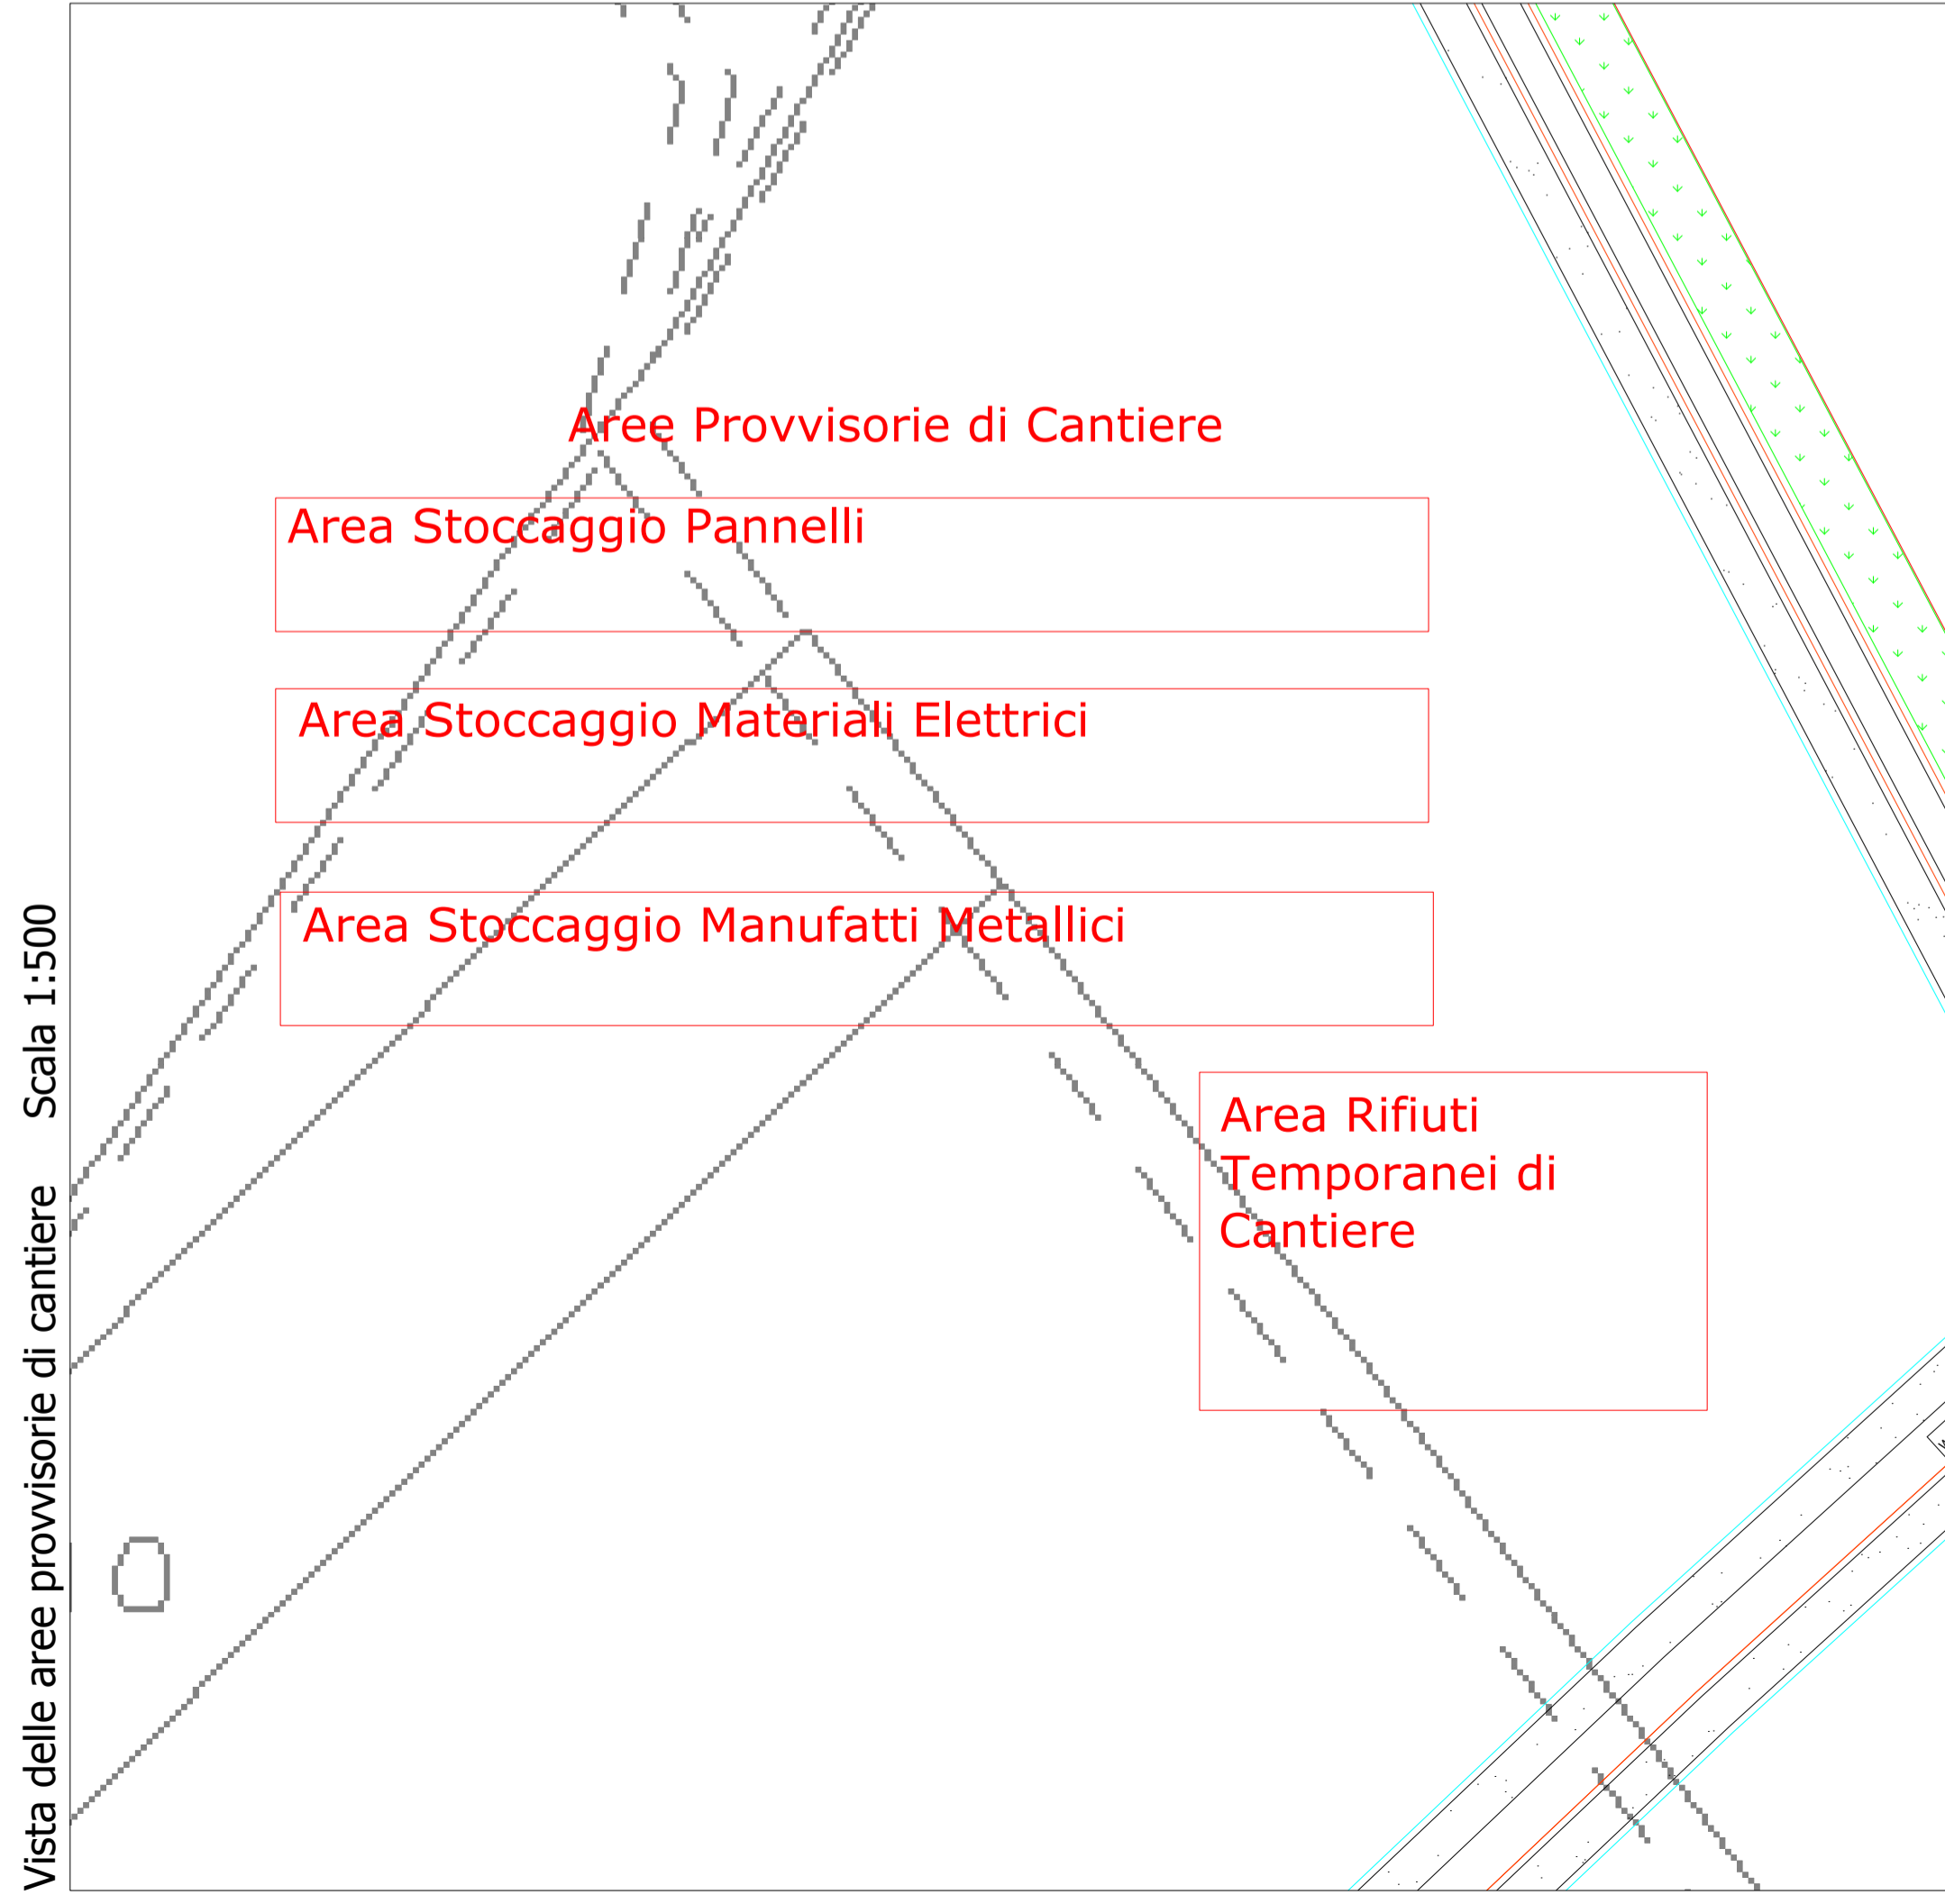 Vista delle aree provvisorie di cantiere Scala 1:500
Aree Provvisorie di Cantiere
Area Stoccaggio Pannelli
Area Stoccaggio Materiali Elettrici
Area Stoccaggio Manufatti Metallici
Area Rifiuti
Temporanei di
Cantiere